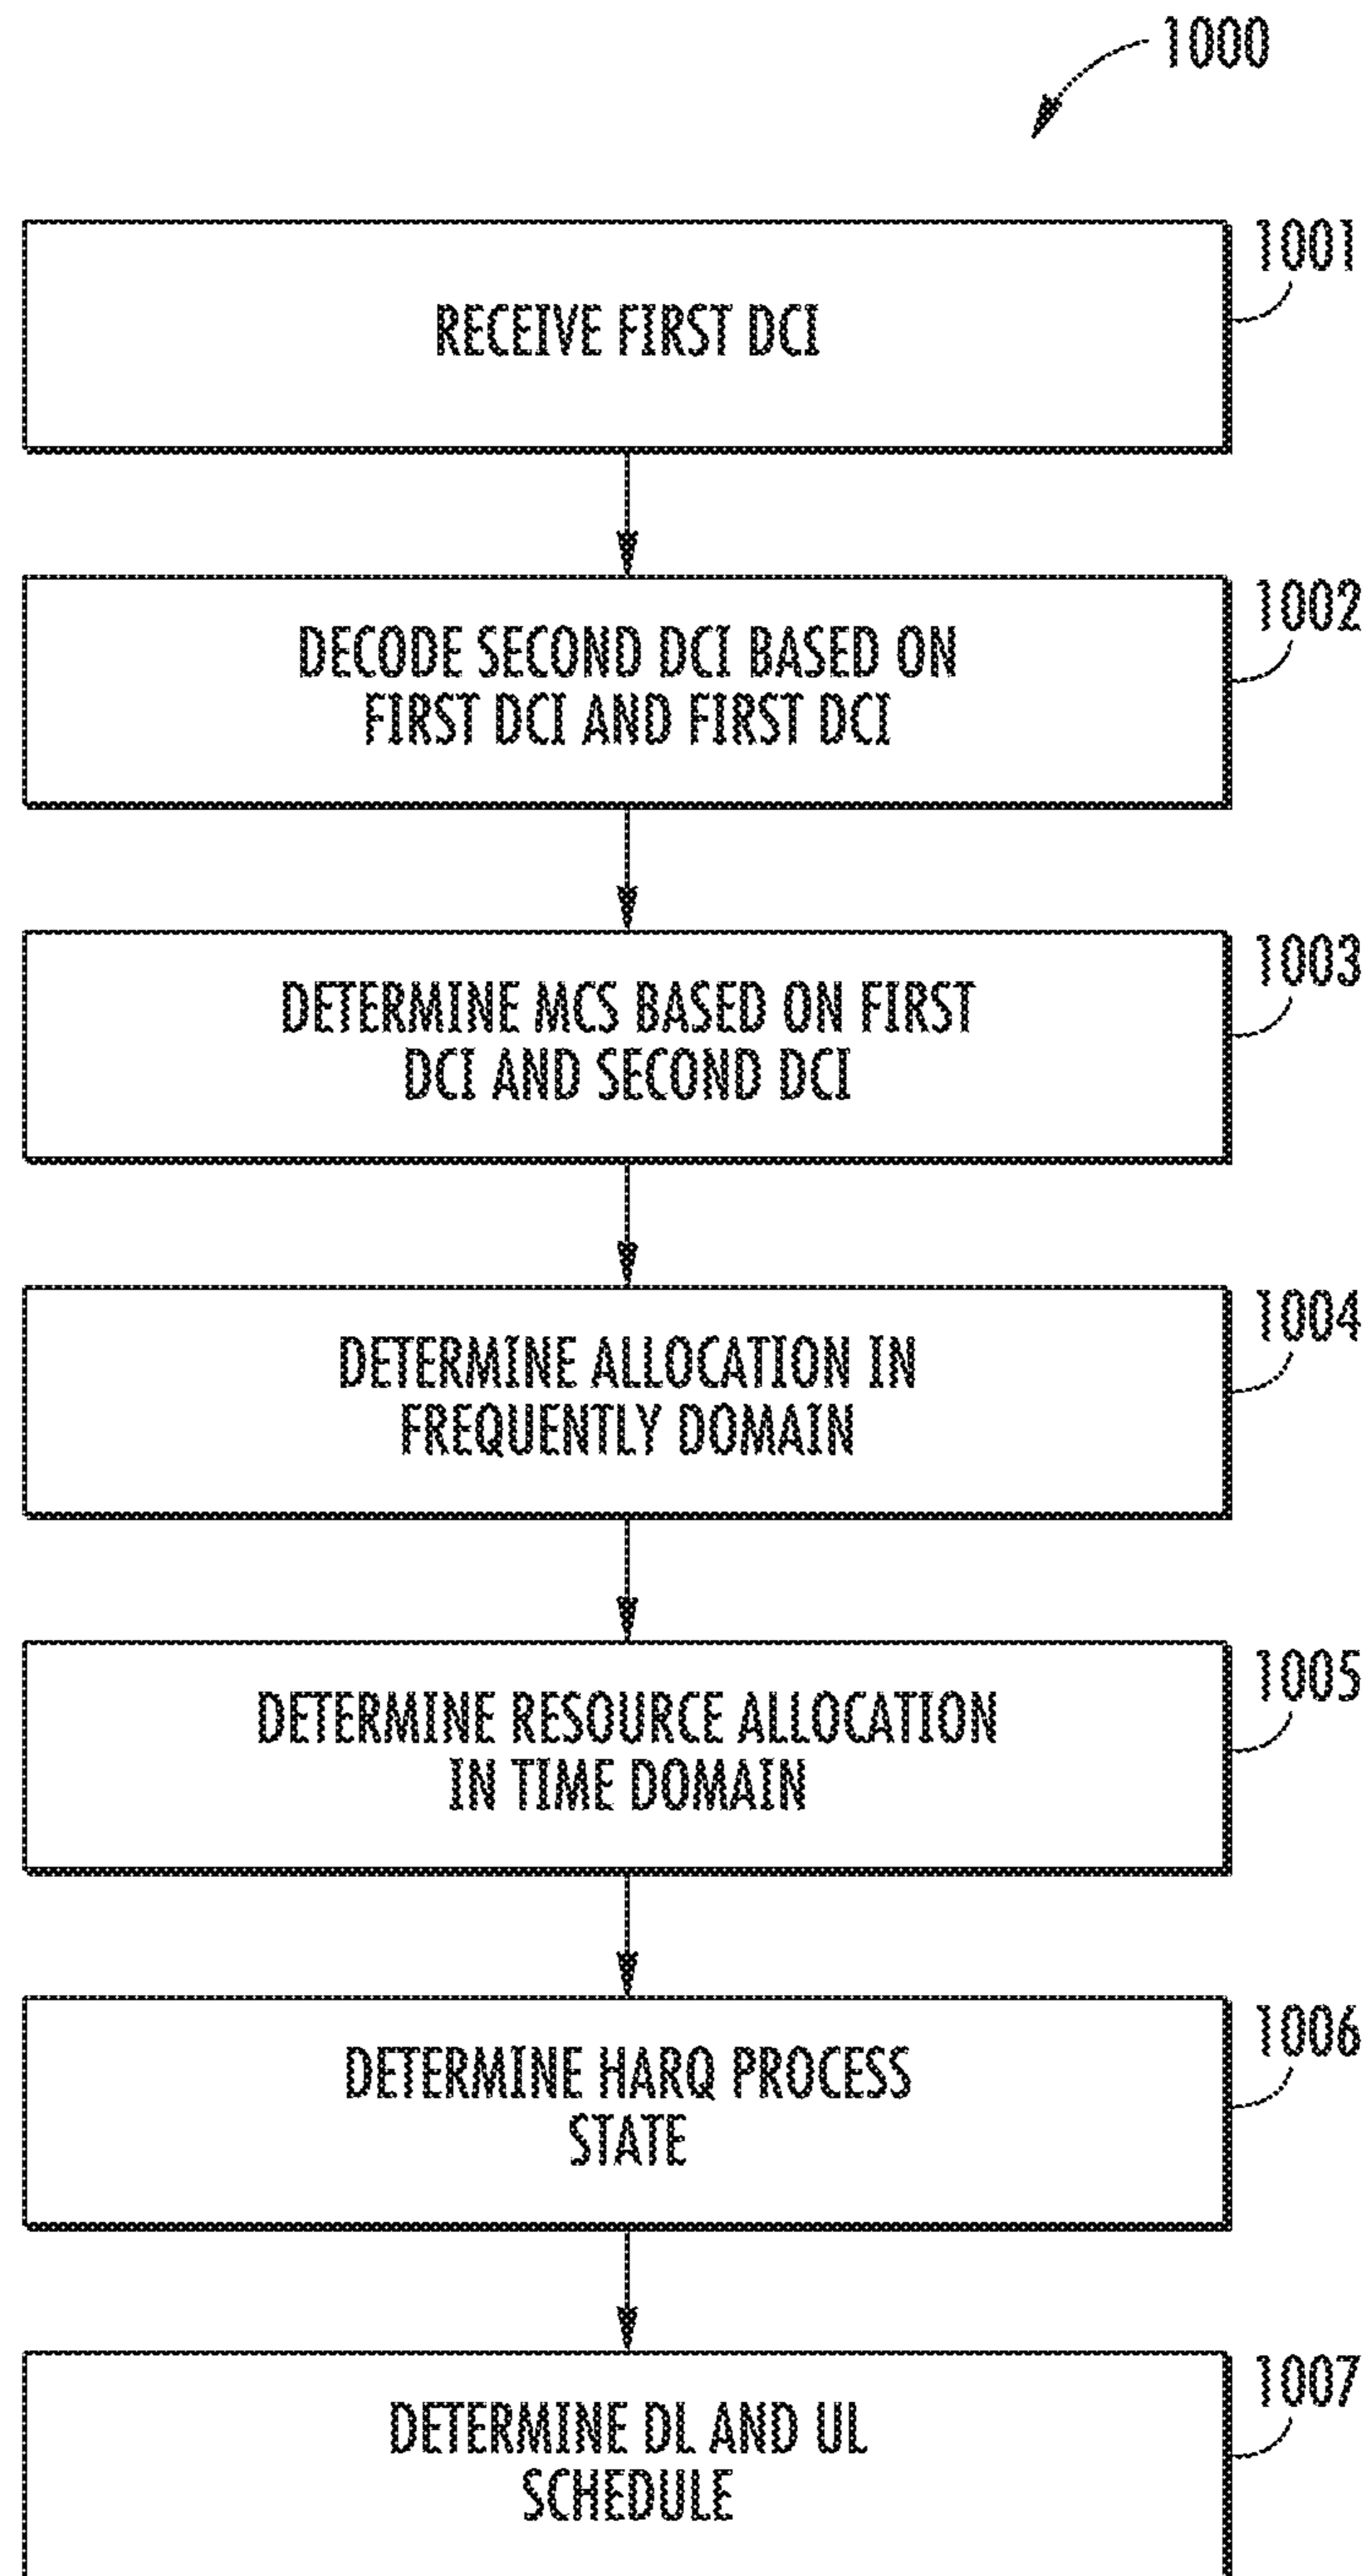 1000
RECEIVE FIRST DCI
1001
DECODE SECOND DCI BASED ON
FIRST DCI AND FIRST DCI
1002
DETERMINE MCS BASED ON FIRST
DCI AND SECOND DCI
1003
DETERMINE ALLOCATION IN
FREQUENTLY DOMAIN
1004
DETERMINE RESOURCE ALLOCATION
IN TIME DOMAIN
1005
DETERMINE HARQ PROCESS
STATE
1006
DETERMINE DL AND UL
SCHEDULE
1007